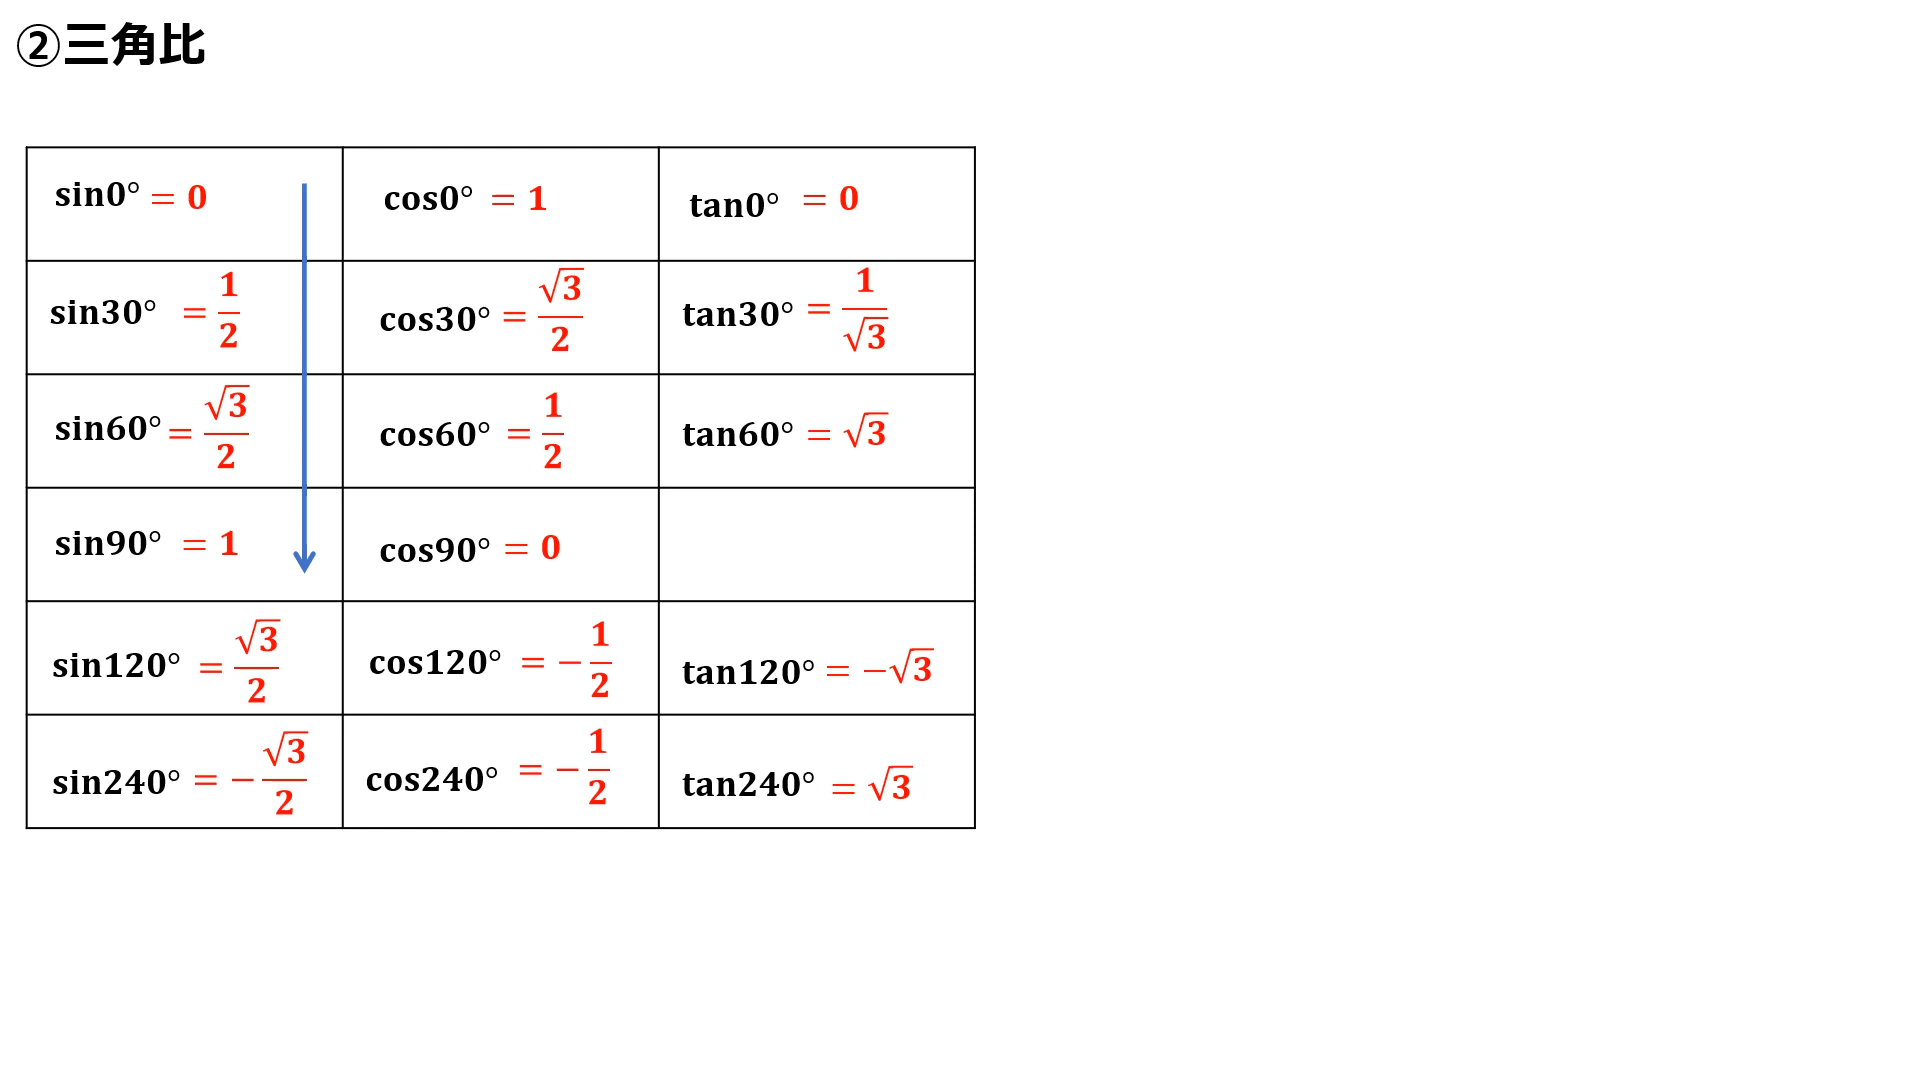 ②三角比
sin0° = 0 cos0° = 1 tan0° = 0
sin30° = 1/2 cos30° = √3/2 tan30° = 1/√3
sin60° = √3/2 cos60° = 1/2 tan60° = √3
sin90° = 1 cos90° = 0
sin120° = √3/2 cos120° = −1/2 tan120° = −√3
sin240° = −√3/2 cos240° = −1/2 tan240° = √3